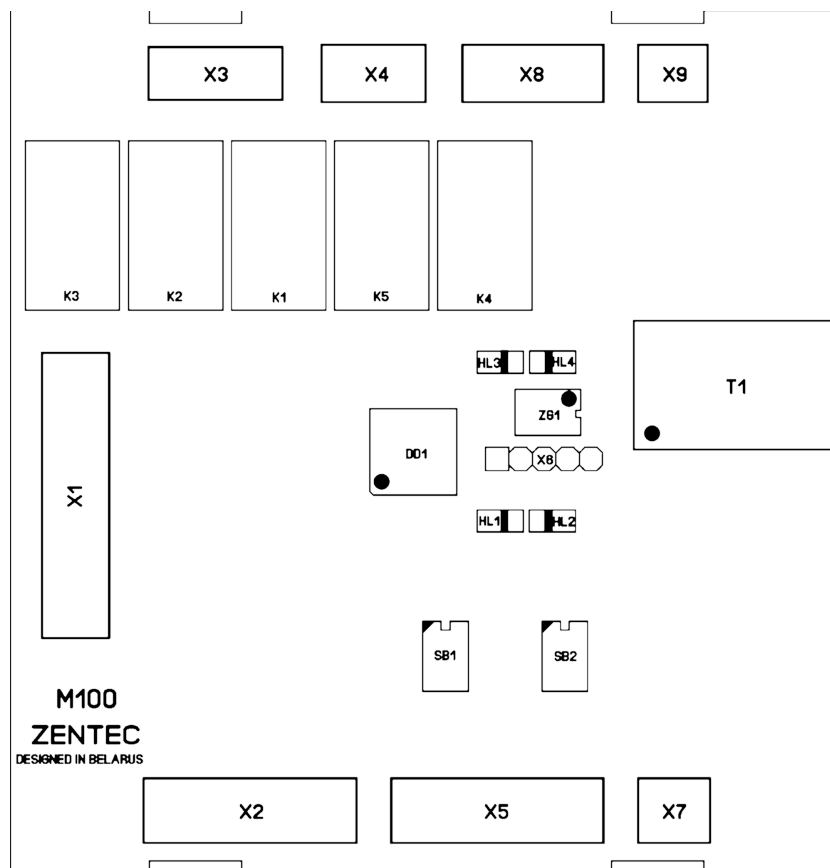 X3 X4 X8 X9
K3 K2 K1 K5 K4
HL3 HL4
T1
ZG1
DD1 X6
X1
HL1 HL2
SB1 SB2
M100
ZENTEC
DESIGNED IN BELARUS
X2 X5 X7